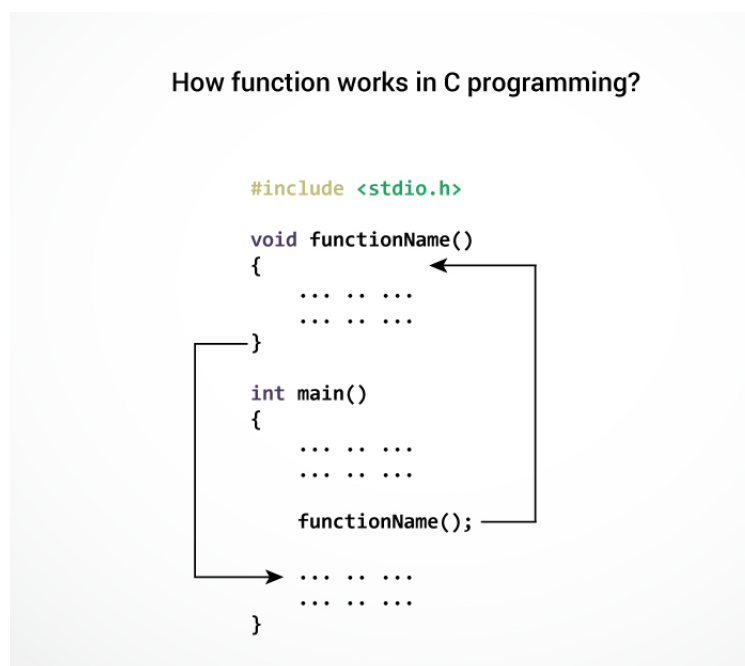 How function works in C programming?
#include <stdio.h>
void functionName()
{
... .. ...
... .. ...
}
int main()
{
... .. ...
... .. ...
functionName();
... .. ...
... .. ...
}